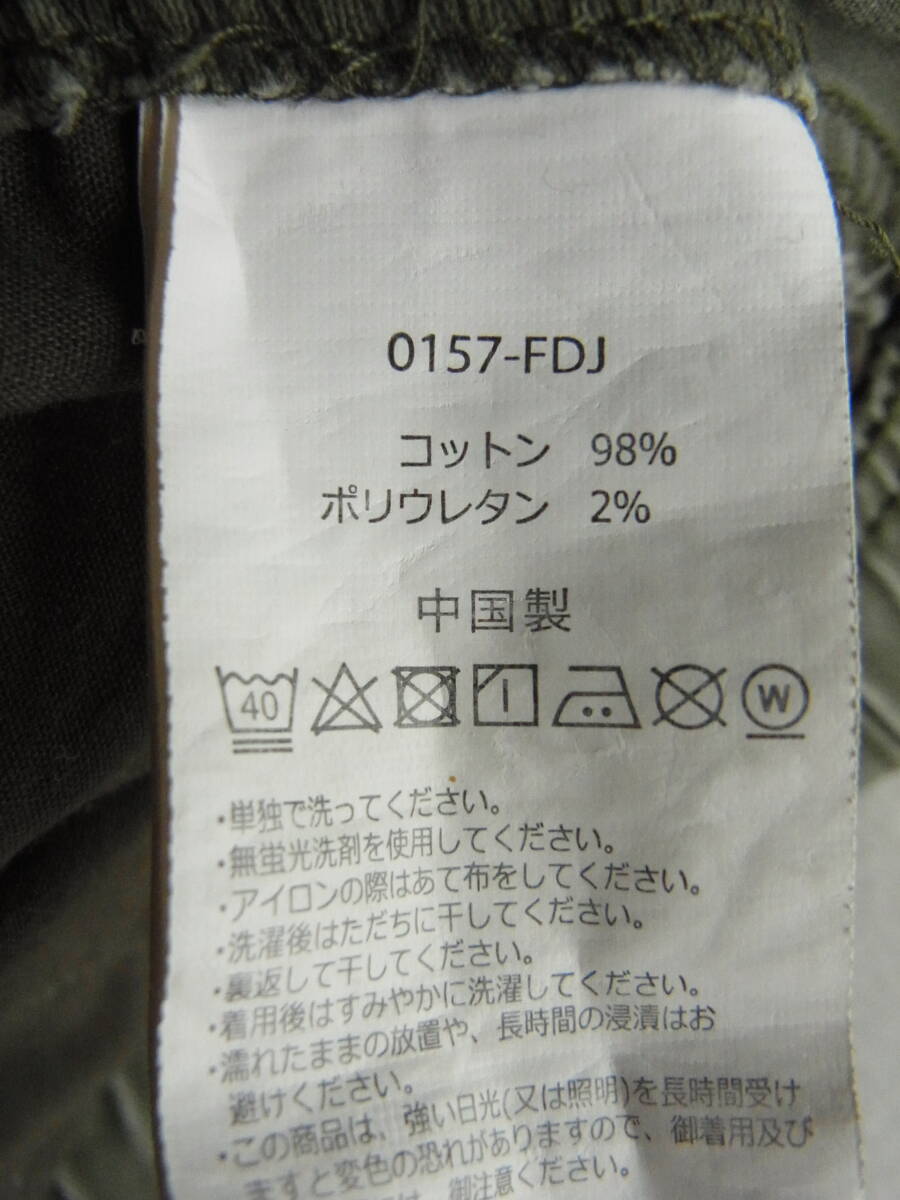 0157-FDJ
コットン 98%
ポリウレタン 2%
中国製
40
W
・単独で洗ってください。
・無蛍光洗剤を使用してください。
・アイロンの際はあて布をしてください。
・洗濯後はただちに干してください。
・裏返して干してください。
・着用後はすみやかに洗濯してください。
・濡れたままの放置や、長時間の浸漬はお
避けください。
・この商品は、強い日光(又は照明)を長時間受け
ますと変色の恐れがありますので、御着用及び
は、御注意ください。